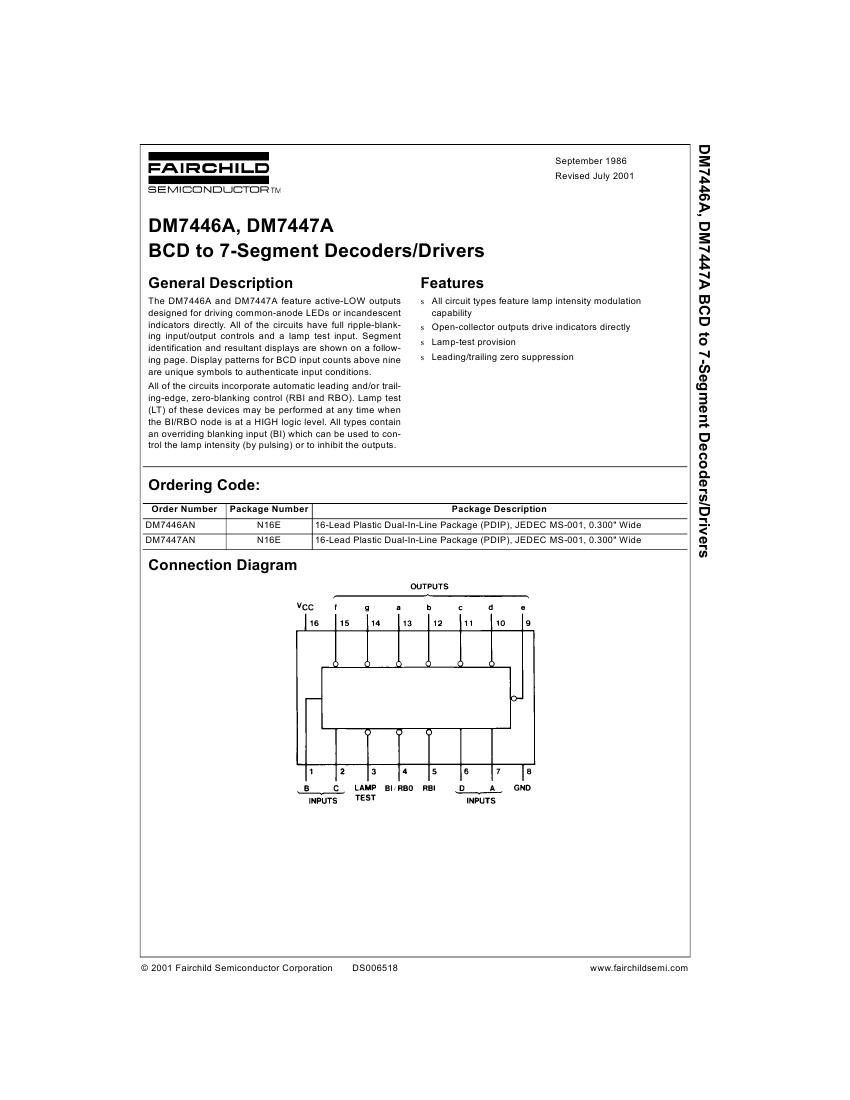 FAIRCHILD
SEMICONDUCTOR TM
September 1986
Revised July 2001
DM7446A, DM7447A
BCD to 7-Segment Decoders/Drivers
General Description
The DM7446A and DM7447A feature active-LOW outputs
designed for driving common-anode LEDs or incandescent
indicators directly. All of the circuits have full ripple-blank-
ing input/output controls and a lamp test input. Segment
identification and resultant displays are shown on a follow-
ing page. Display patterns for BCD input counts above nine
are unique symbols to authenticate input conditions.
All of the circuits incorporate automatic leading and/or trail-
ing-edge, zero-blanking control (RBI and RBO). Lamp test
(LT) of these devices may be performed at any time when
the BI/RBO node is at a HIGH logic level. All types contain
an overriding blanking input (BI) which can be used to con-
trol the lamp intensity (by pulsing) or to inhibit the outputs.
Features
s All circuit types feature lamp intensity modulation
capability
s Open-collector outputs drive indicators directly
s Lamp-test provision
s Leading/trailing zero suppression
Ordering Code:
Order Number Package Number Package Description
DM7446AN N16E 16-Lead Plastic Dual-In-Line Package (PDIP), JEDEC MS-001, 0.300" Wide
DM7447AN N16E 16-Lead Plastic Dual-In-Line Package (PDIP), JEDEC MS-001, 0.300" Wide
Connection Diagram
OUTPUTS
VCC f g a b c d e
16 15 14 13 12 11 10 9
1 2 3 4 5 6 7 8
B C LAMP BI/RBO RBI D A GND
TEST
INPUTS INPUTS
© 2001 Fairchild Semiconductor Corporation DS006518 www.fairchildsemi.com
DM7446A, DM7447A BCD to 7-Segment Decoders/Drivers